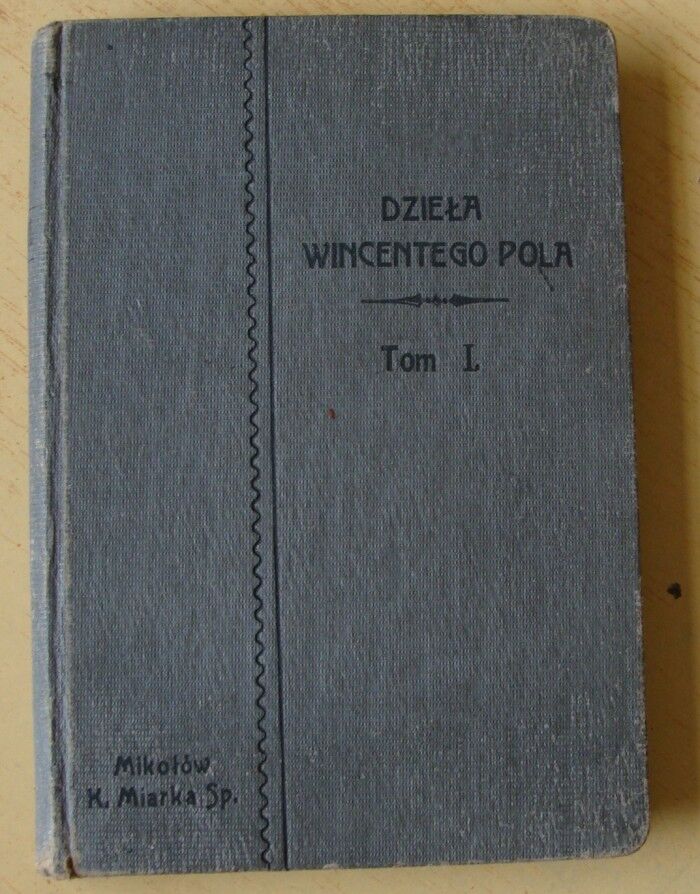 DZIEŁA
WINCENTEGO POLA
Tom I.
Mikołów
K. Miarka Sp.